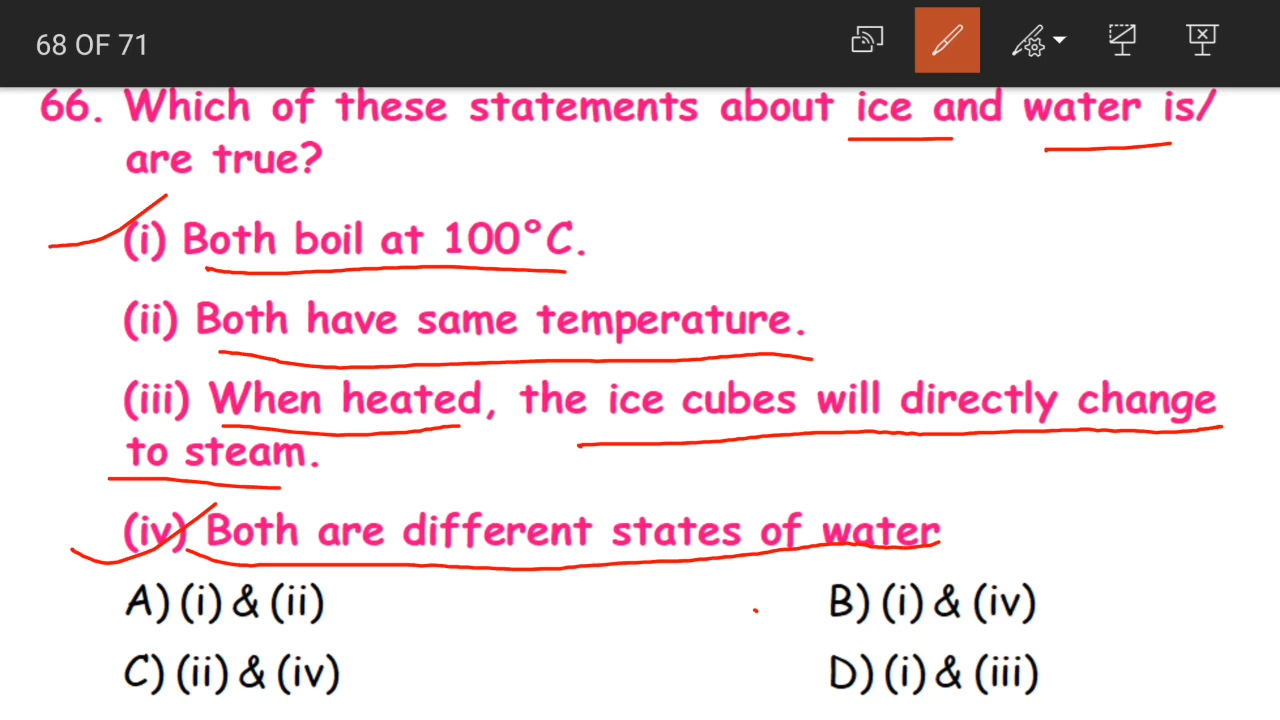 68 OF 71
66. Which of these statements about ice and water is/
are true?
(i) Both boil at 100°C.
(ii) Both have same temperature.
(iii) When heated, the ice cubes will directly change
to steam.
(iv) Both are different states of water
A) (i) & (ii) B) (i) & (iv)
C) (ii) & (iv) D) (i) & (iii)